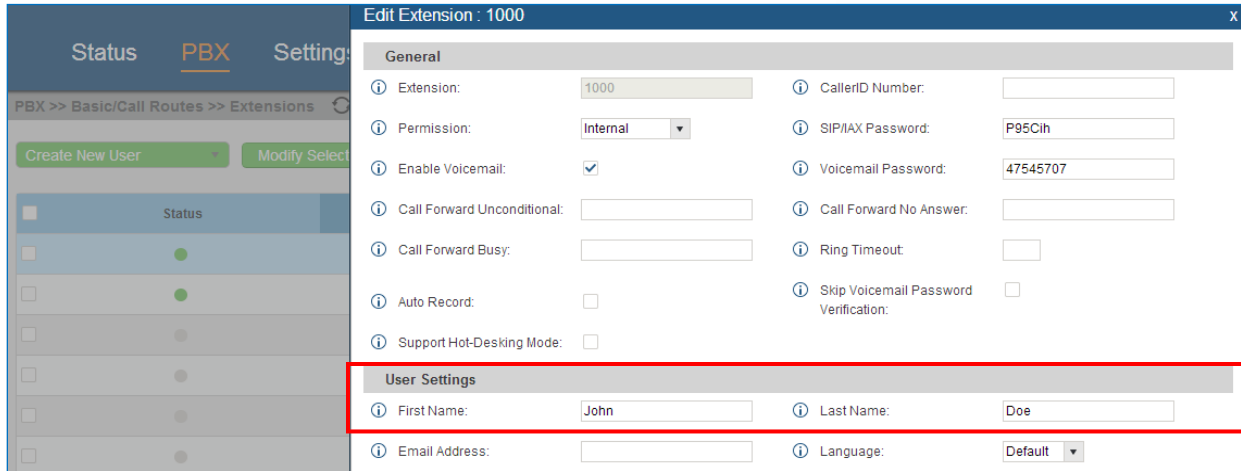 Edit Extension : 1000 X
Status PBX Settings
General
Extension: 1000 CallerID Number:
PBX >> Basic/Call Routes >> Extensions
Permission: Internal SIP/IAX Password: P95Cih
Create New User Modify Select
Enable Voicemail: Voicemail Password: 47545707
Status
Call Forward Unconditional: Call Forward No Answer:
Call Forward Busy: Ring Timeout:
Auto Record: Skip Voicemail Password
Verification:
Support Hot-Desking Mode:
User Settings
First Name: John Last Name: Doe
Email Address: Language: Default